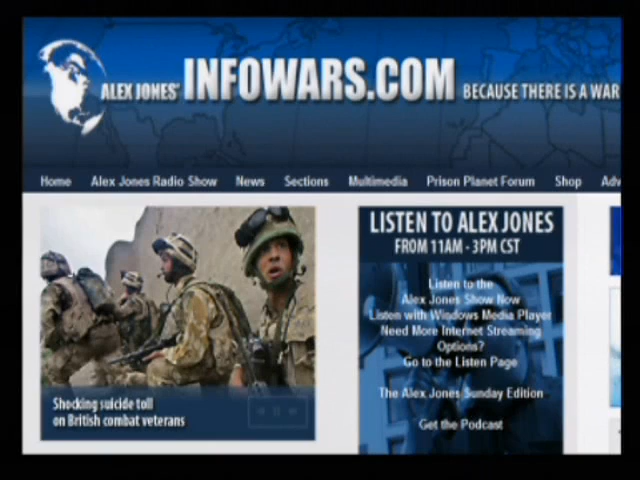 ALEX JONES' INFOWARS.COM BECAUSE THERE IS A WAR
Home Alex Jones Radio Show News Sections Multimedia Prison Planet Forum Shop Adv
LISTEN TO ALEX JONES
FROM 11AM - 3PM CST
Listen to the
Alex Jones Show Now
Listen with Windows Media Player
Need More Internet Streaming
Options?
Go to the Listen Page
The Alex Jones Sunday Edition
Get the Podcast
Shocking suicide toll
on British combat veterans